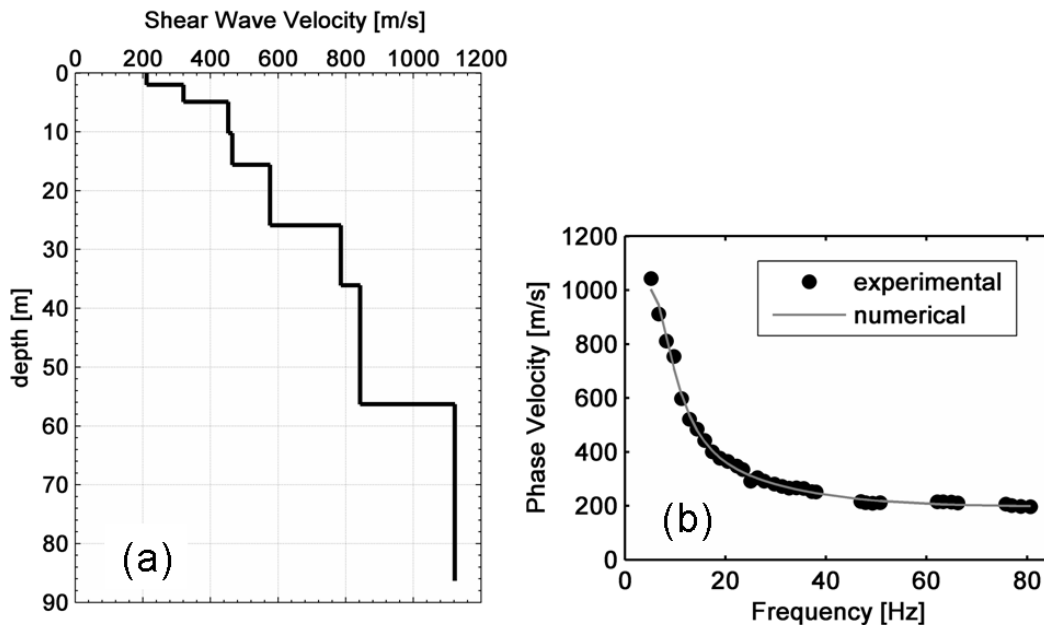 Shear Wave Velocity [m/s]
0 200 400 600 800 1000 1200
0
10
20
30
40
50
60
70
80
90
depth [m]
(a)
1200
1000
800
600
400
200
0
Phase Velocity [m/s]
experimental
numerical
(b)
0 20 40 60 80
Frequency [Hz]